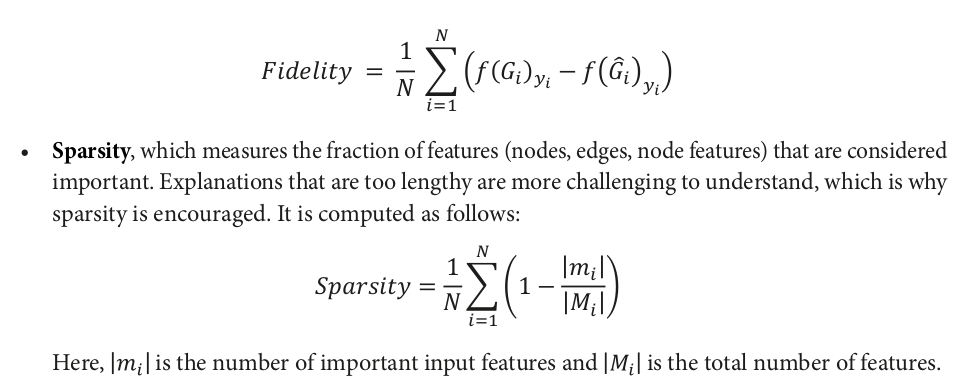 Fidelity = \frac{1}{N} \sum_{i=1}^{N} \left( f(G_i)_{y_i} - f(\hat{G}_i)_{y_i} \right)
• Sparsity, which measures the fraction of features (nodes, edges, node features) that are considered
important. Explanations that are too lengthy are more challenging to understand, which is why
sparsity is encouraged. It is computed as follows:
Sparsity = \frac{1}{N} \sum_{i=1}^{N} \left( 1 - \frac{|m_i|}{|M_i|} \right)
Here, |m_i| is the number of important input features and |M_i| is the total number of features.